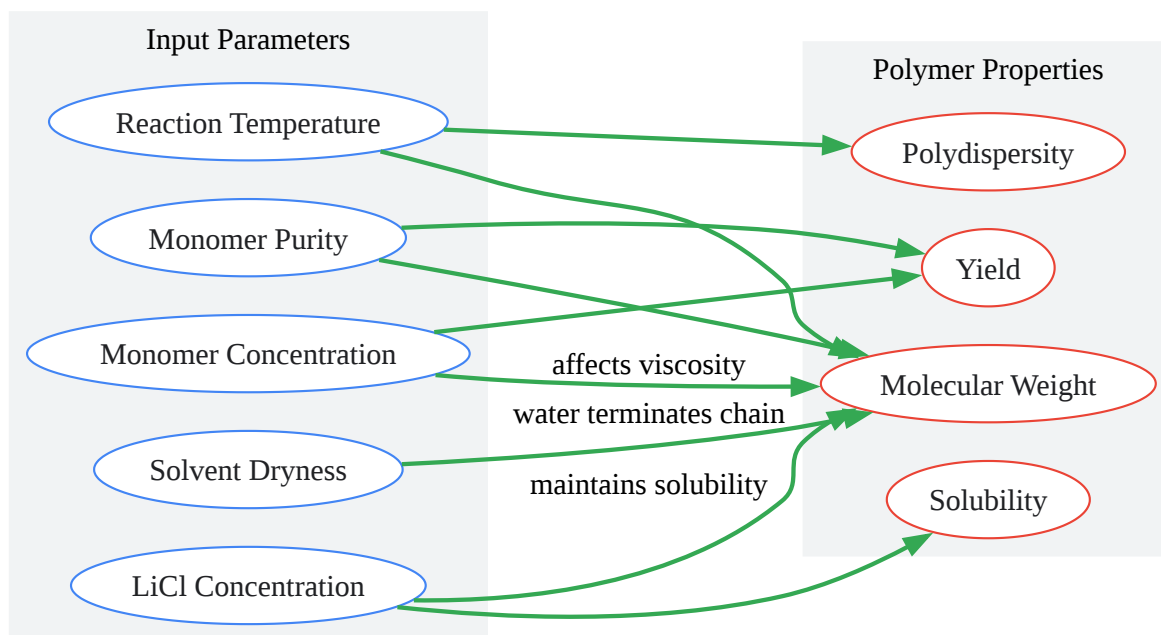 Input Parameters
Reaction Temperature
Monomer Purity
Monomer Concentration
Solvent Dryness
LiCl Concentration
affects viscosity
water terminates chain
maintains solubility
Polymer Properties
Polydispersity
Yield
Molecular Weight
Solubility